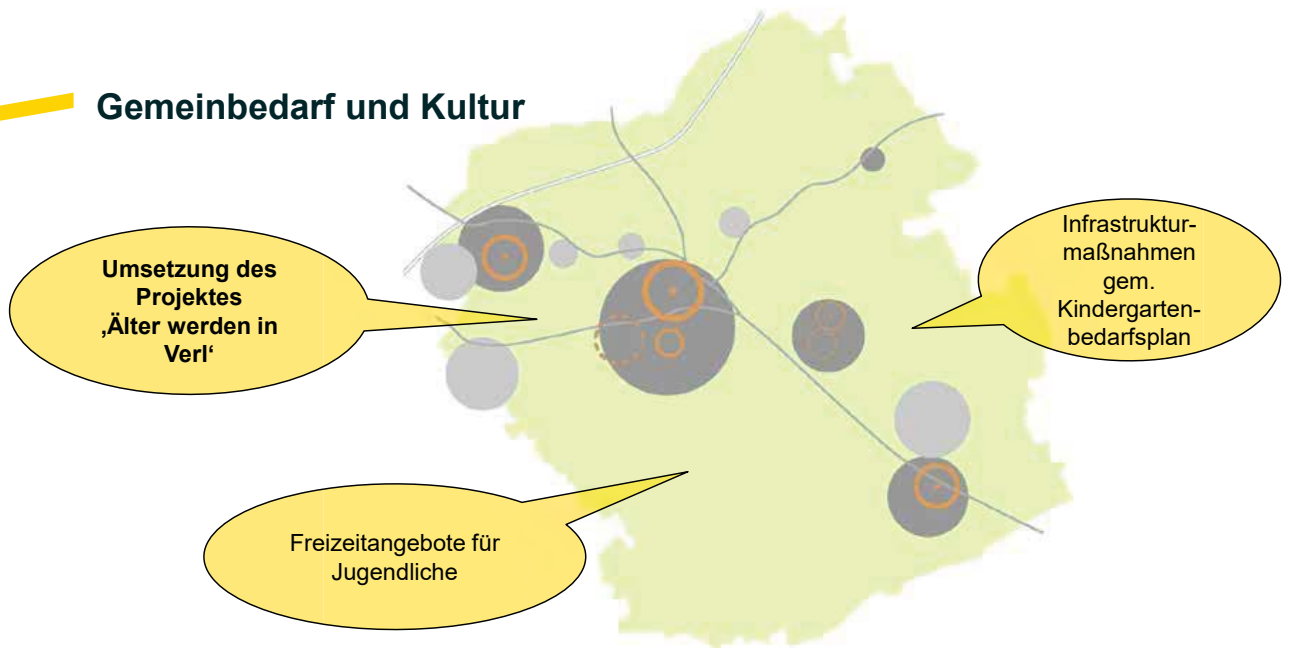 Gemeinbedarf und Kultur
Umsetzung des
Projektes
‚Älter werden in
Verl‘
Infrastruktur-
maßnahmen
gem.
Kindergarten-
bedarfsplan
Freizeitangebote für
Jugendliche